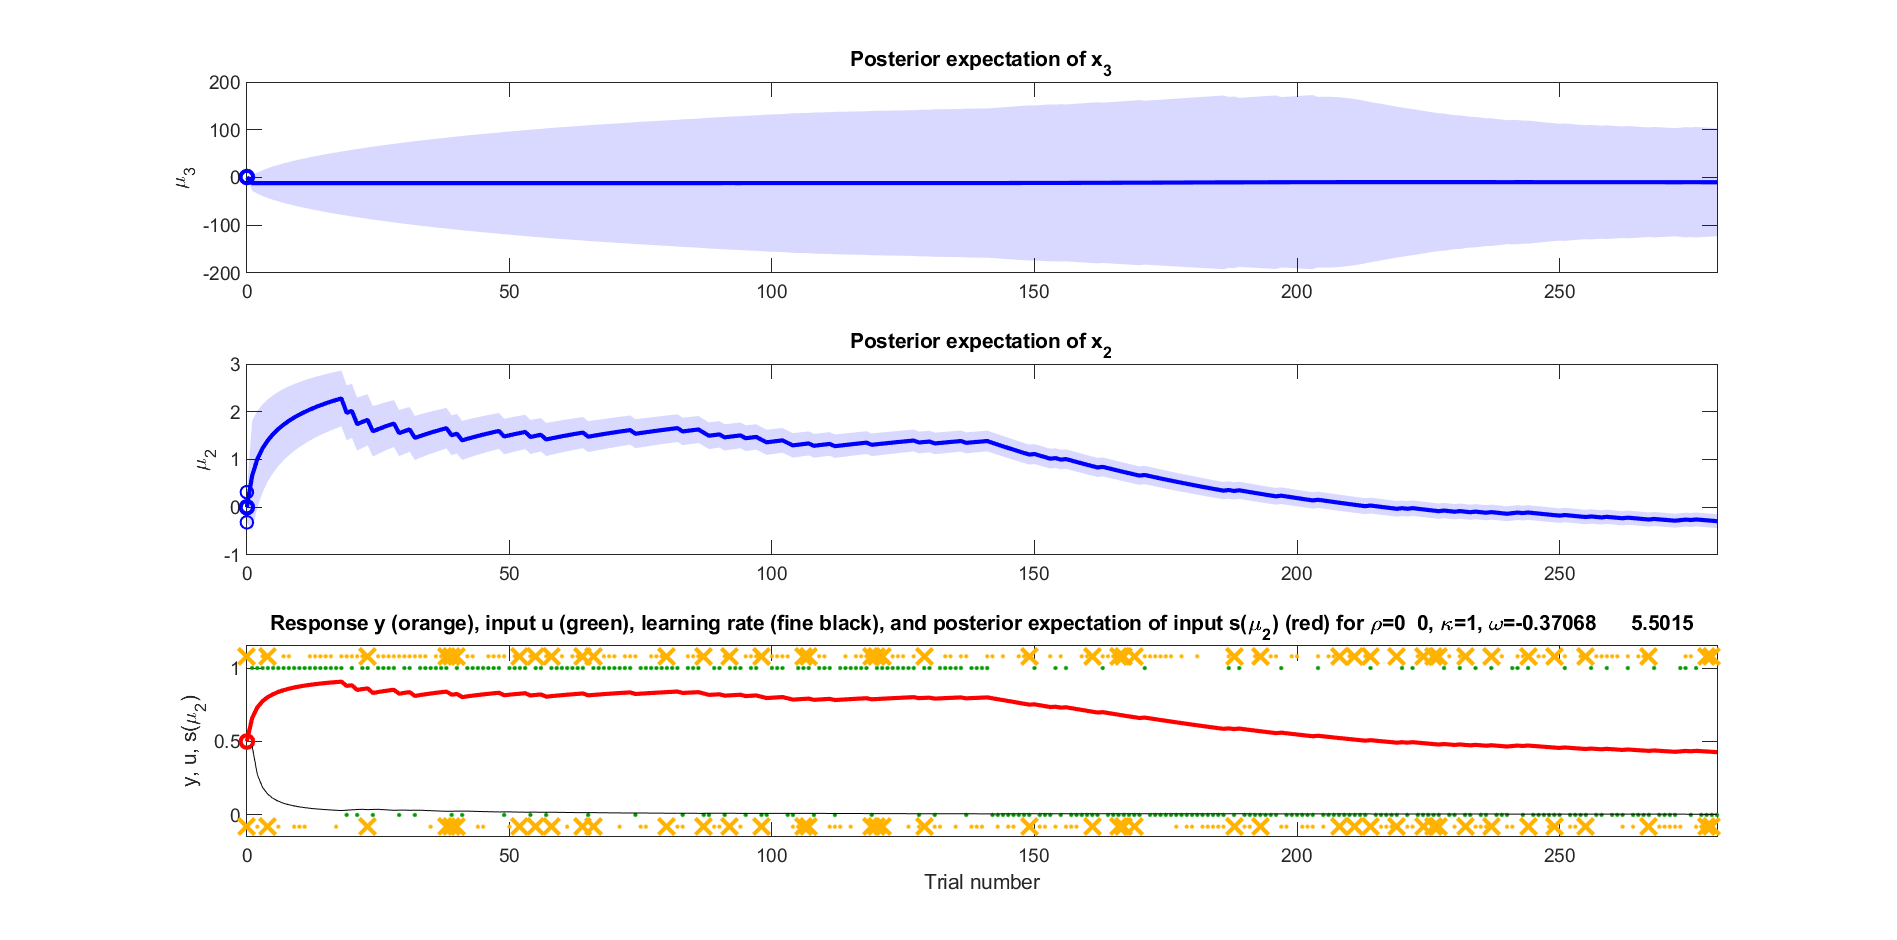 Posterior expectation of x3
200
100
0
-100
-200
μ3
0 50 100 150 200 250
Posterior expectation of x2
3
2
1
0
-1
μ2
0 50 100 150 200 250
Response y (orange), input u (green), learning rate (fine black), and posterior expectation of input s(μ2) (red) for ρ=0 0, κ=1, ω=-0.37068 5.5015
1
0.5
0
y, u, s(μ2)
0 50 100 150 200 250
Trial number